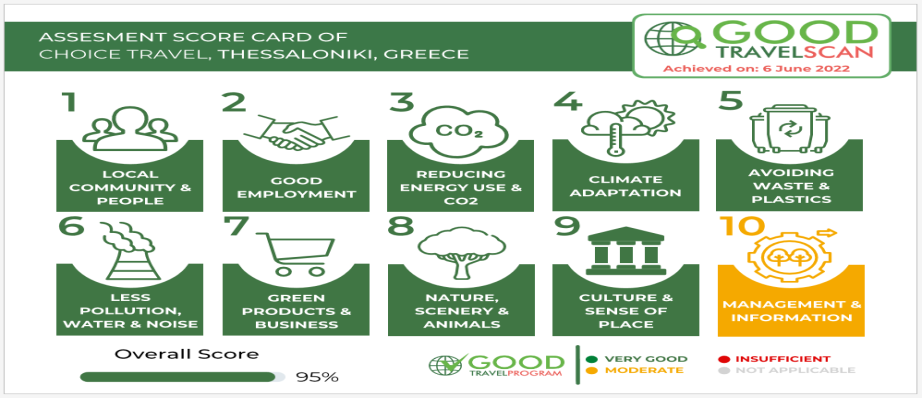 ASSESMENT SCORE CARD OF
CHOICE TRAVEL, THESSALONIKI, GREECE
GOOD
TRAVELSCAN
Achieved on: 6 June 2022
1
LOCAL
COMMUNITY &
PEOPLE
2
GOOD
EMPLOYMENT
3
CO₂
REDUCING
ENERGY USE &
CO2
4
CLIMATE
ADAPTATION
5
AVOIDING
WASTE &
PLASTICS
6
LESS
POLLUTION,
WATER & NOISE
7
GREEN
PRODUCTS &
BUSINESS
8
NATURE,
SCENERY &
ANIMALS
9
CULTURE &
SENSE OF
PLACE
10
MANAGEMENT &
INFORMATION
Overall Score
95%
GOOD
TRAVELPROGRAM
VERY GOOD
MODERATE
INSUFFICIENT
NOT APPLICABLE